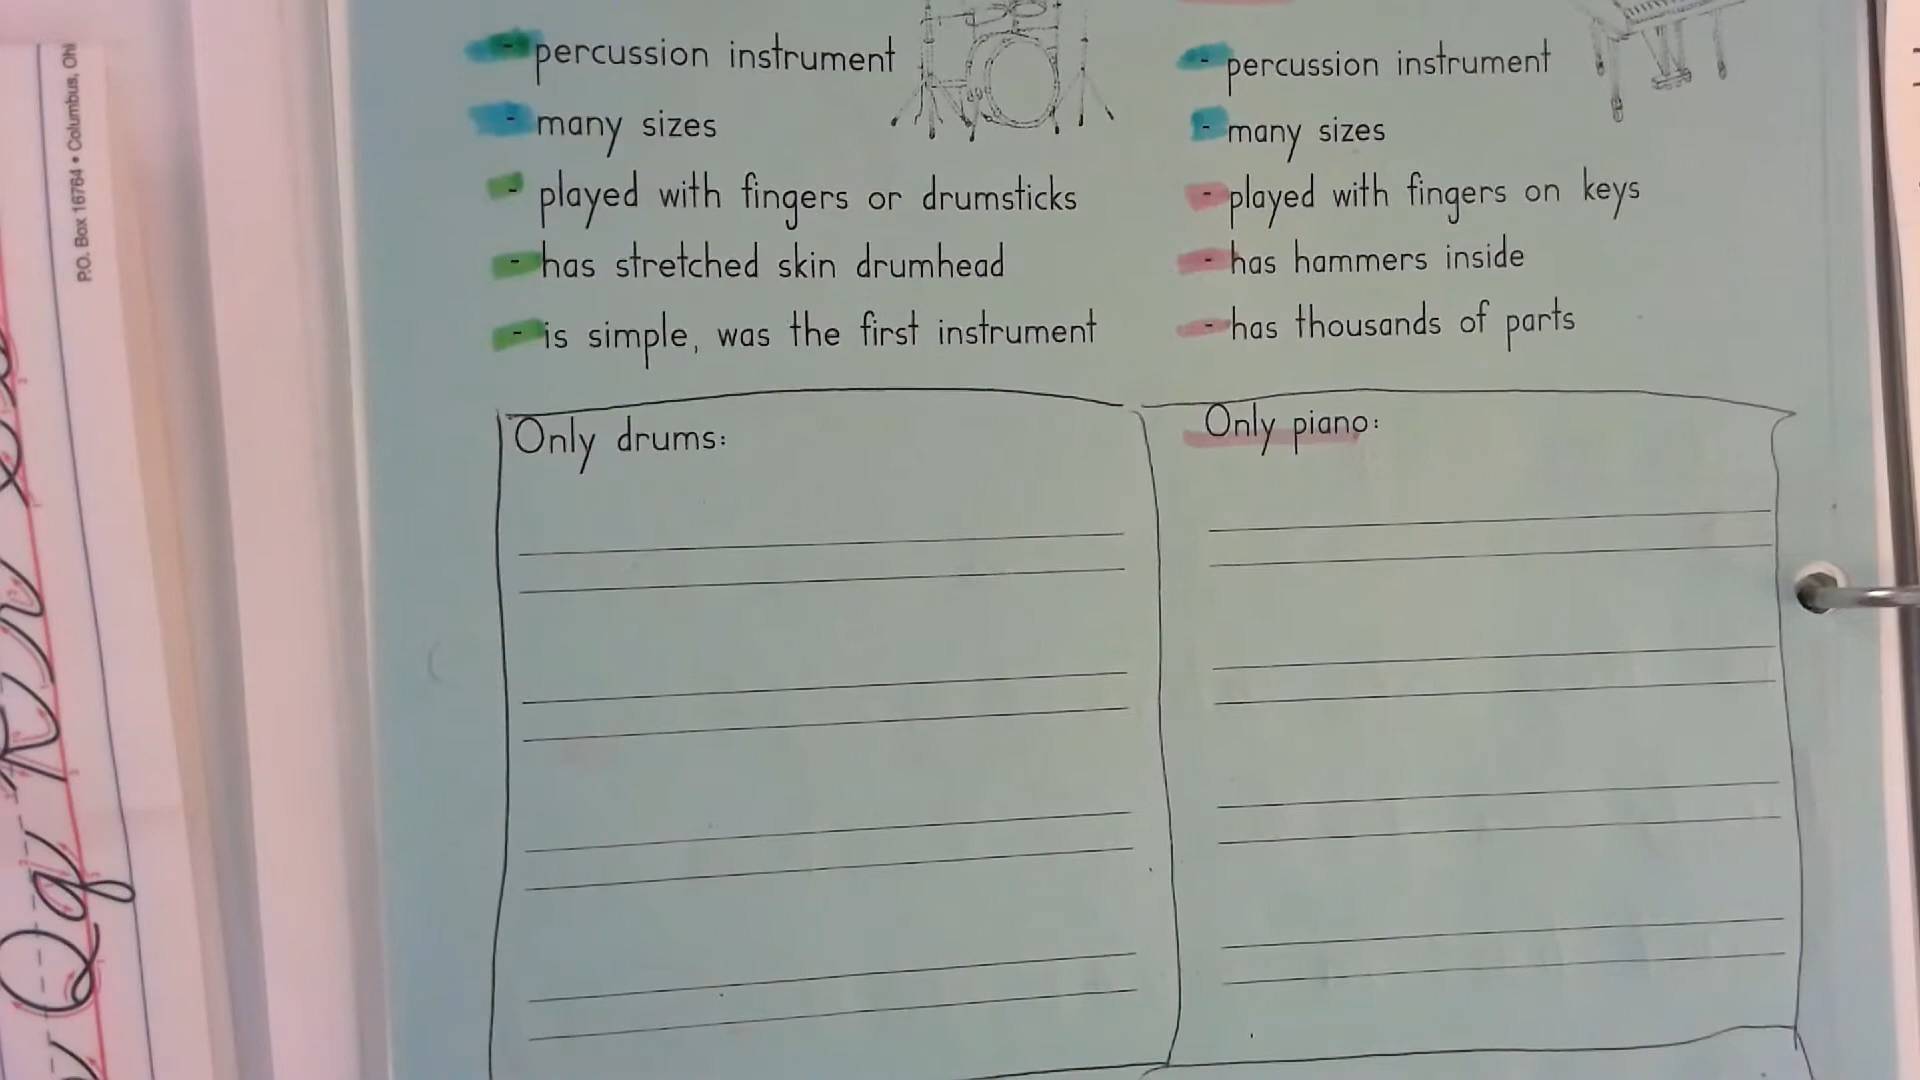 - percussion instrument
- many sizes
- played with fingers or drumsticks
- has stretched skin drumhead
- is simple, was the first instrument
- percussion instrument
- many sizes
- played with fingers on keys
- has hammers inside
- has thousands of parts
Only drums:
Only piano:
P.O. Box 16764 • Columbus, Ohi
Qq